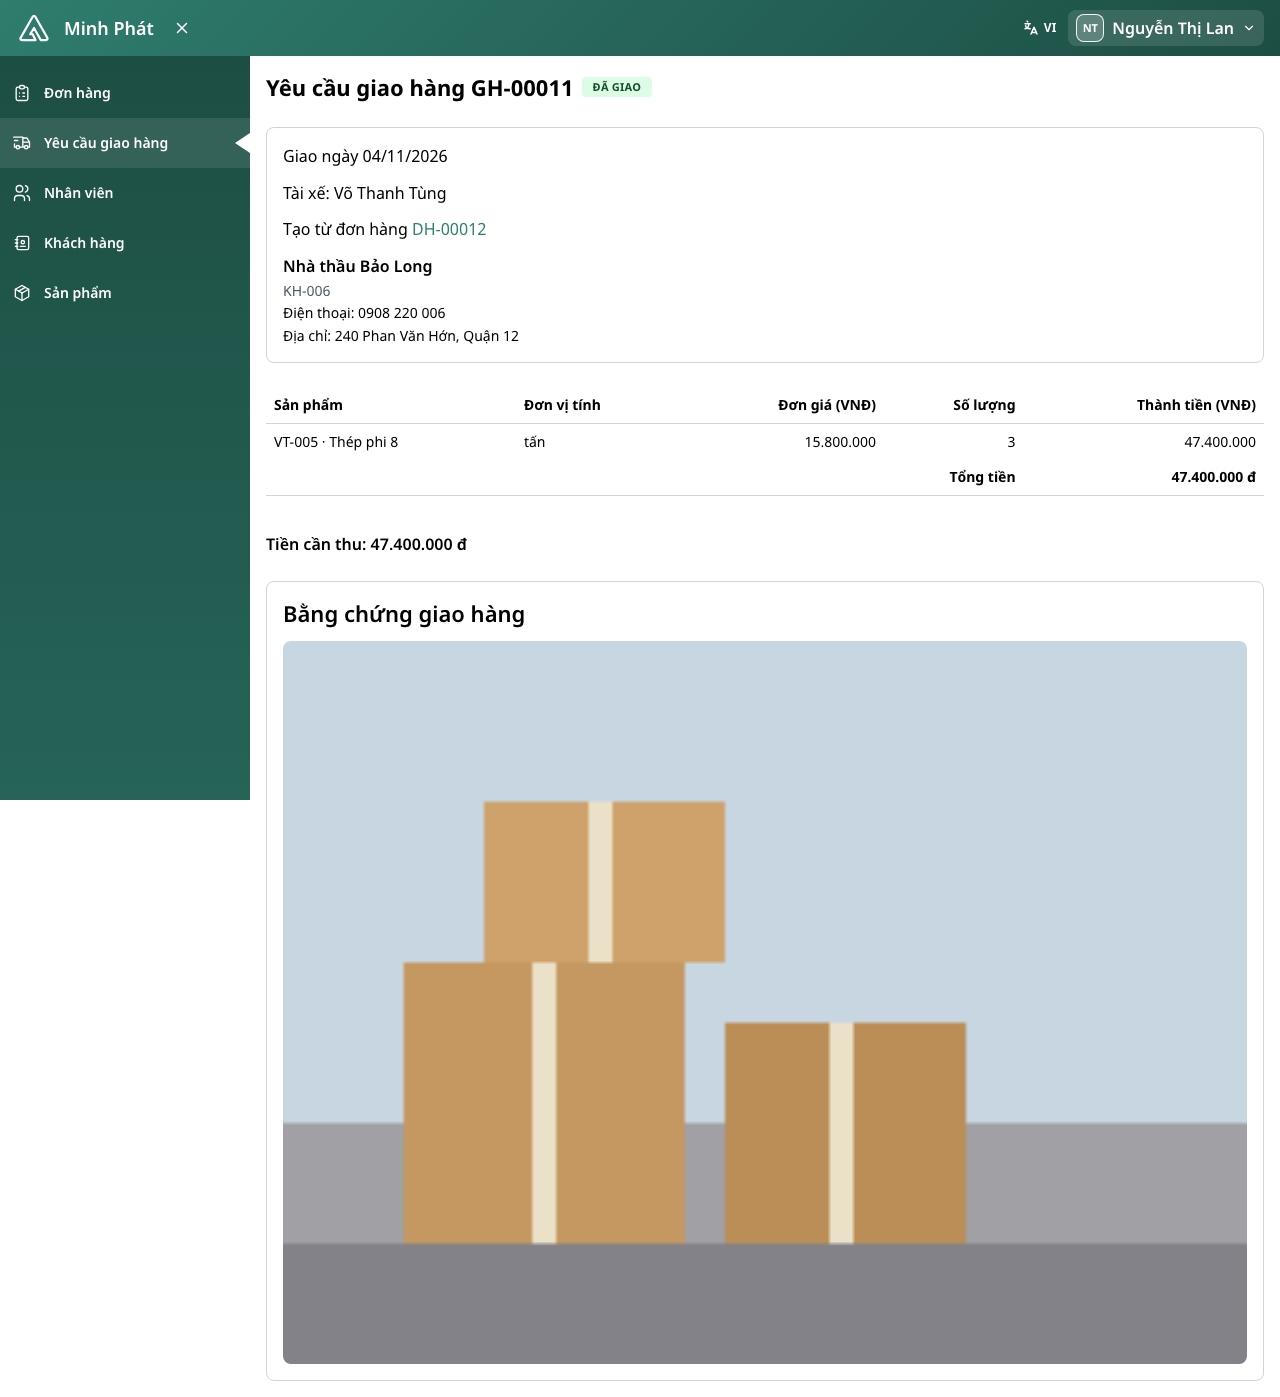 Minh Phát
VI
NT
Nguyễn Thị Lan
Đơn hàng
Yêu cầu giao hàng
Nhân viên
Khách hàng
Sản phẩm
Yêu cầu giao hàng GH-00011 ĐÃ GIAO
Giao ngày 04/11/2026
Tài xế: Võ Thanh Tùng
Tạo từ đơn hàng DH-00012
Nhà thầu Bảo Long
KH-006
Điện thoại: 0908 220 006
Địa chỉ: 240 Phan Văn Hớn, Quận 12
Sản phẩm Đơn vị tính Đơn giá (VNĐ) Số lượng Thành tiền (VNĐ)
VT-005 · Thép phi 8 tấn 15.800.000 3 47.400.000
Tổng tiền 47.400.000 đ
Tiền cần thu: 47.400.000 đ
Bằng chứng giao hàng